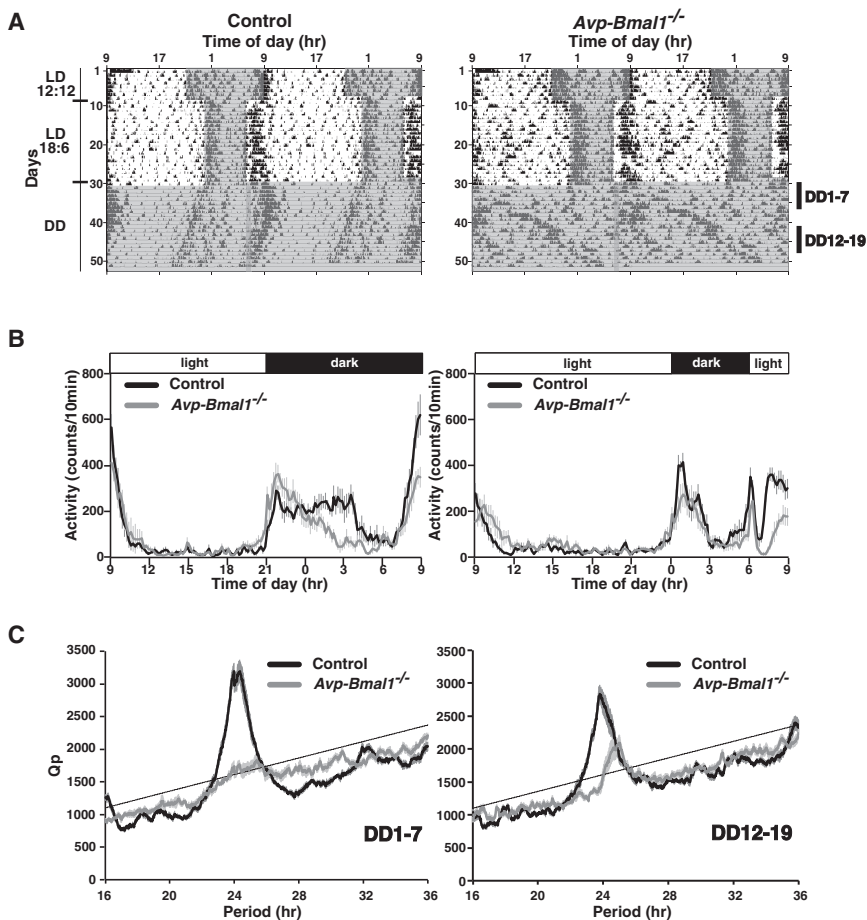 A
Control
Time of day (hr)
9 17 1 9 17 1 9
Avp-Bmal1-/-
Time of day (hr)
9 17 1 9 17 1 9
Days
LD
12:12
LD
18:6
DD
1
10
20
30
40
50
1
10
20
30
40
50
DD1-7
DD12-19
B
light dark
Control
Avp-Bmal1-/-
Activity (counts/10min)
800
600
400
200
0
9 12 15 18 21 0 3 6 9
Time of day (hr)
light dark light
Control
Avp-Bmal1-/-
Activity (counts/10min)
800
600
400
200
0
9 12 15 18 21 0 3 6 9
Time of day (hr)
C
Control
Avp-Bmal1-/-
Qp
3500
3000
2500
2000
1500
1000
500
0
DD1-7
16 20 24 28 32 36
Period (hr)
Control
Avp-Bmal1-/-
3500
3000
2500
2000
1500
1000
500
0
DD12-19
16 20 24 28 32 36
Period (hr)